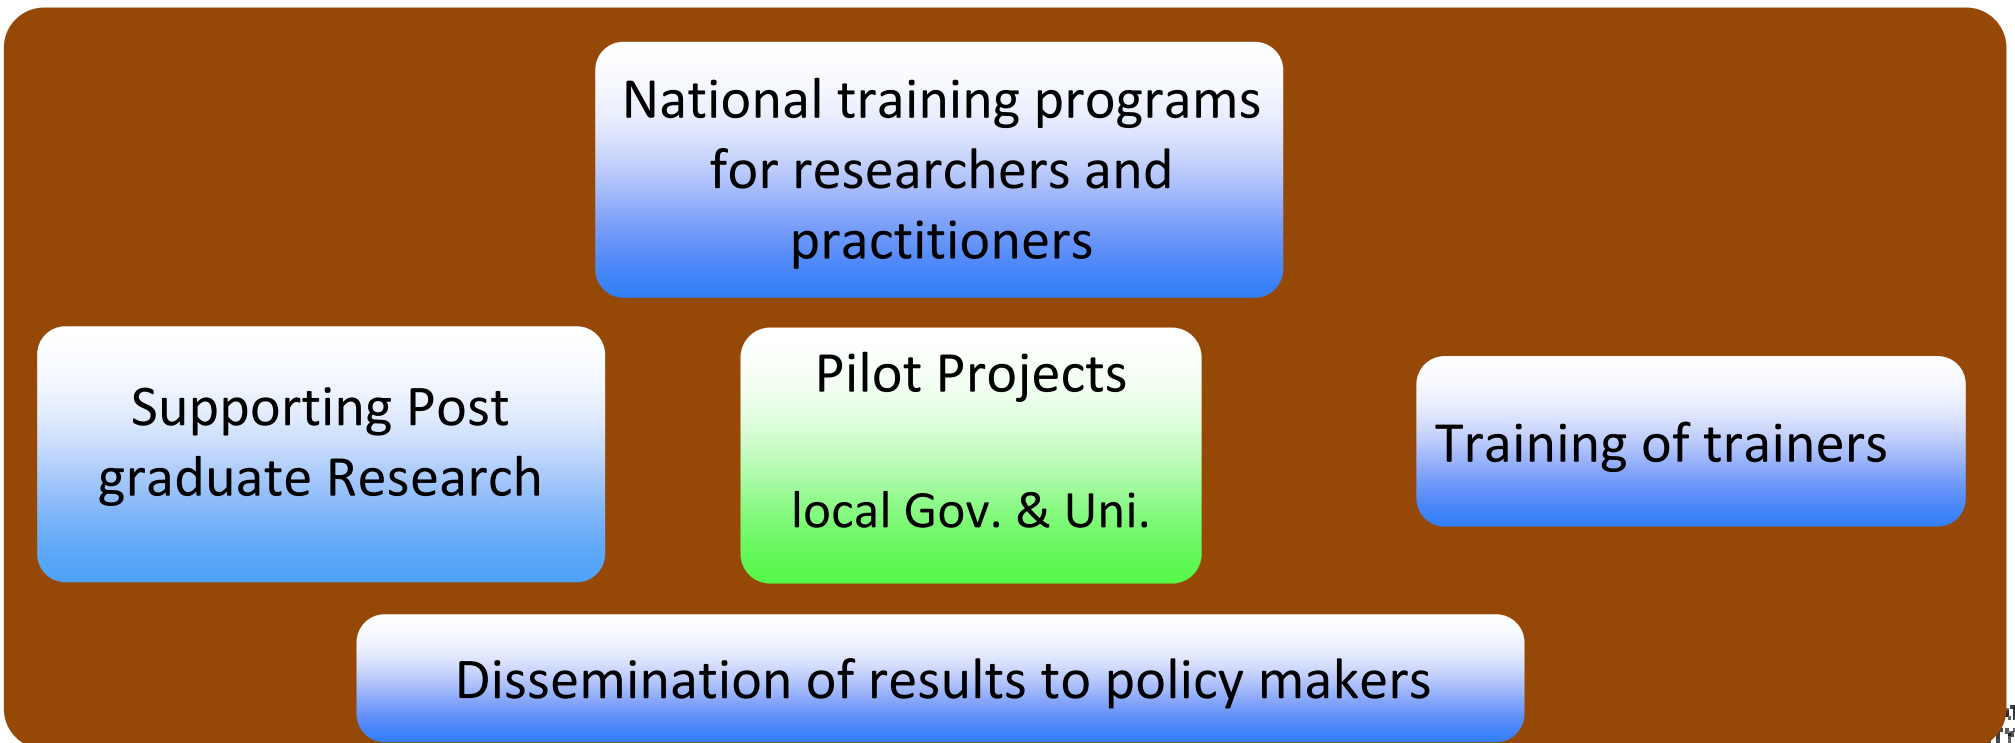 National training programs
for researchers and
practitioners
Supporting Post
graduate Research
Pilot Projects
local Gov. & Uni.
Training of trainers
Dissemination of results to policy makers